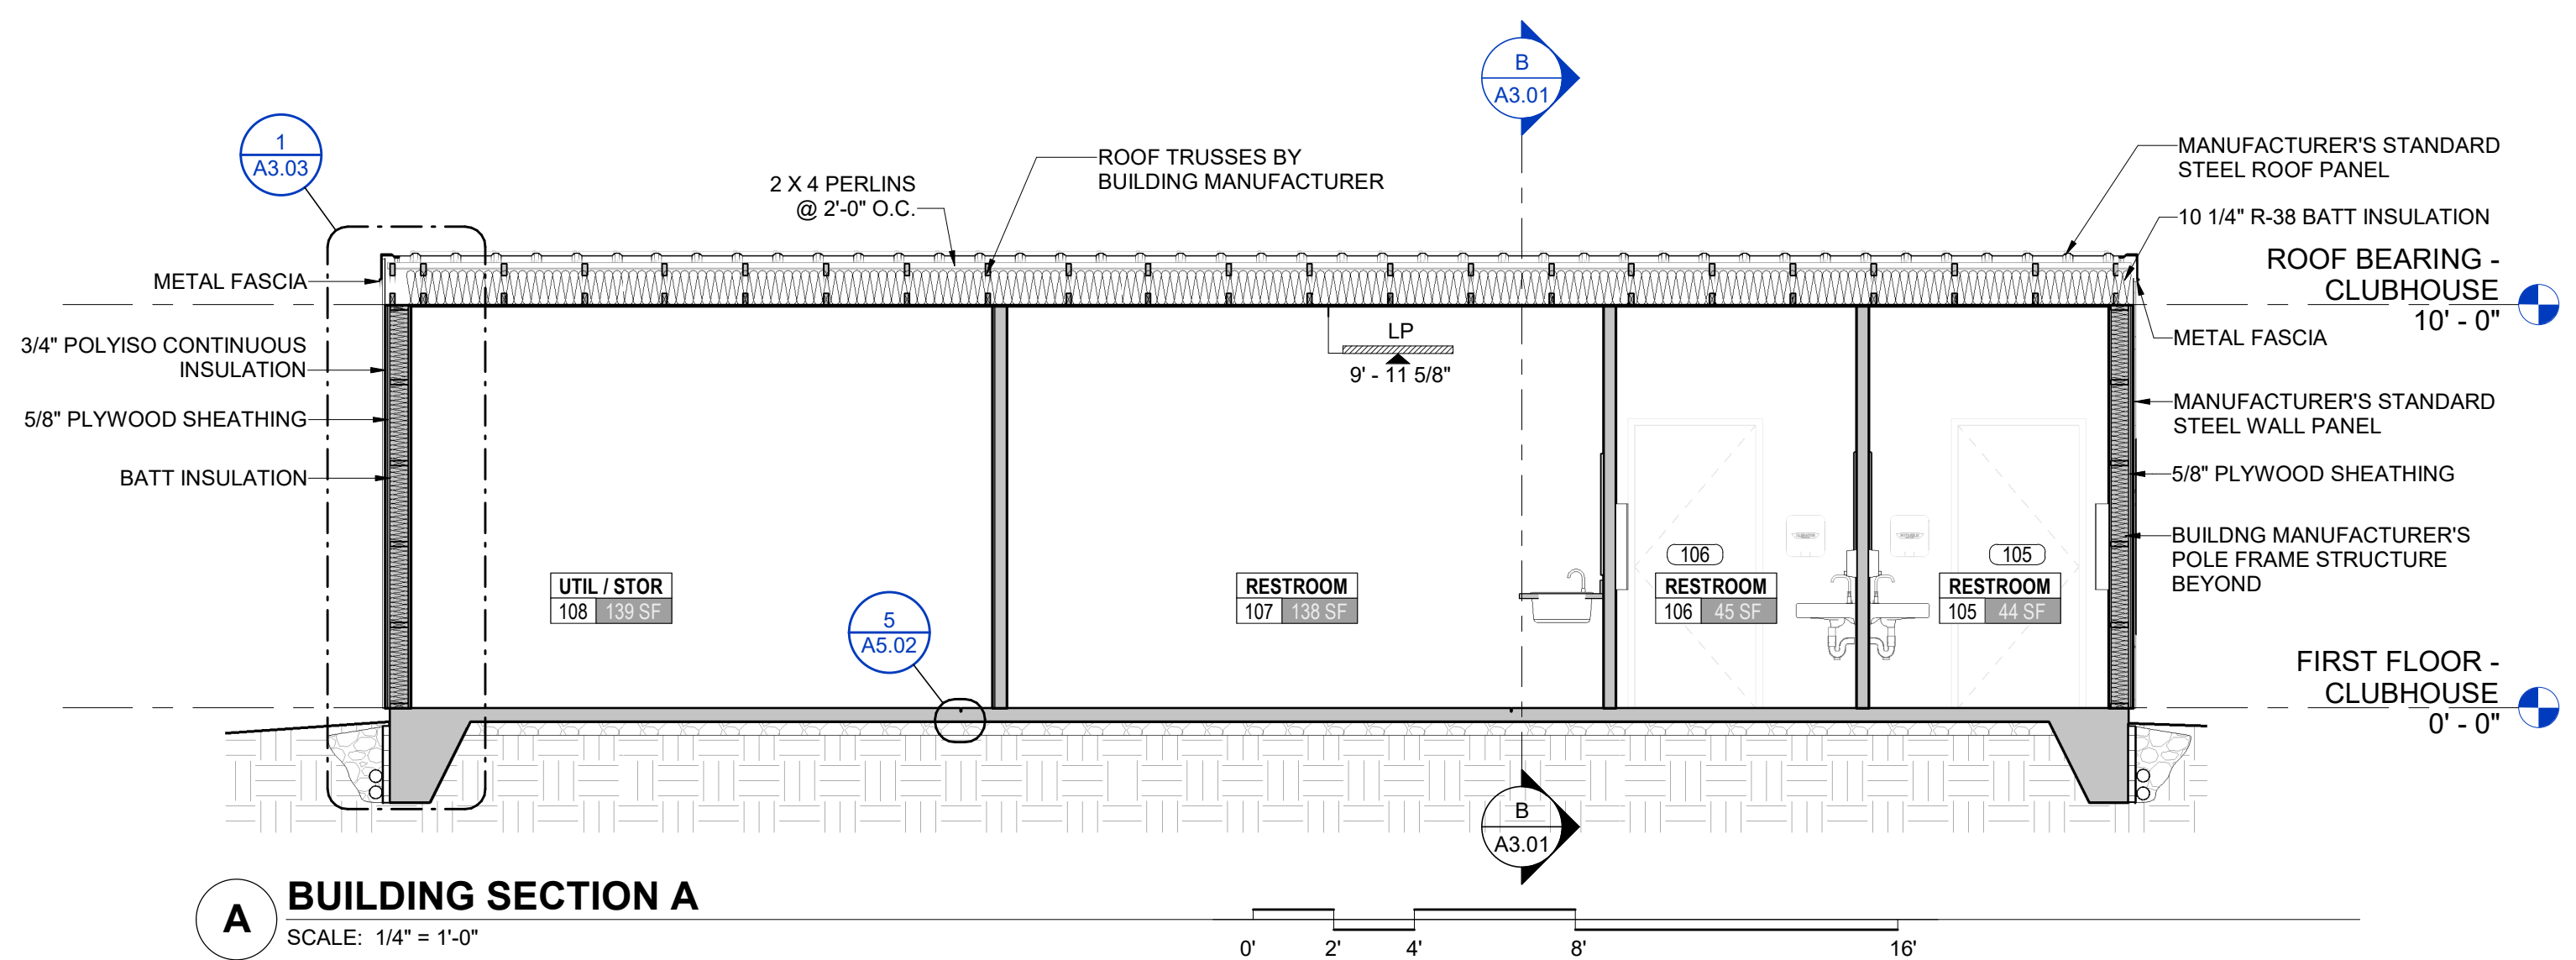 B
A3.01
1
A3.03
ROOF TRUSSES BY
BUILDING MANUFACTURER
2 X 4 PERLINS
@ 2'-0" O.C.
MANUFACTURER'S STANDARD
STEEL ROOF PANEL
10 1/4" R-38 BATT INSULATION
ROOF BEARING -
CLUBHOUSE
10' - 0"
METAL FASCIA
3/4" POLYISO CONTINUOUS
INSULATION
5/8" PLYWOOD SHEATHING
BATT INSULATION
LP
9' - 11 5/8"
METAL FASCIA
MANUFACTURER'S STANDARD
STEEL WALL PANEL
5/8" PLYWOOD SHEATHING
BUILDNG MANUFACTURER'S
POLE FRAME STRUCTURE
BEYOND
UTIL / STOR
108 139 SF
RESTROOM
107 138 SF
106
RESTROOM
106 45 SF
105
RESTROOM
105 44 SF
5
A5.02
FIRST FLOOR -
CLUBHOUSE
0' - 0"
B
A3.01
A
BUILDING SECTION A
SCALE: 1/4" = 1'-0"
0' 2' 4' 8' 16'